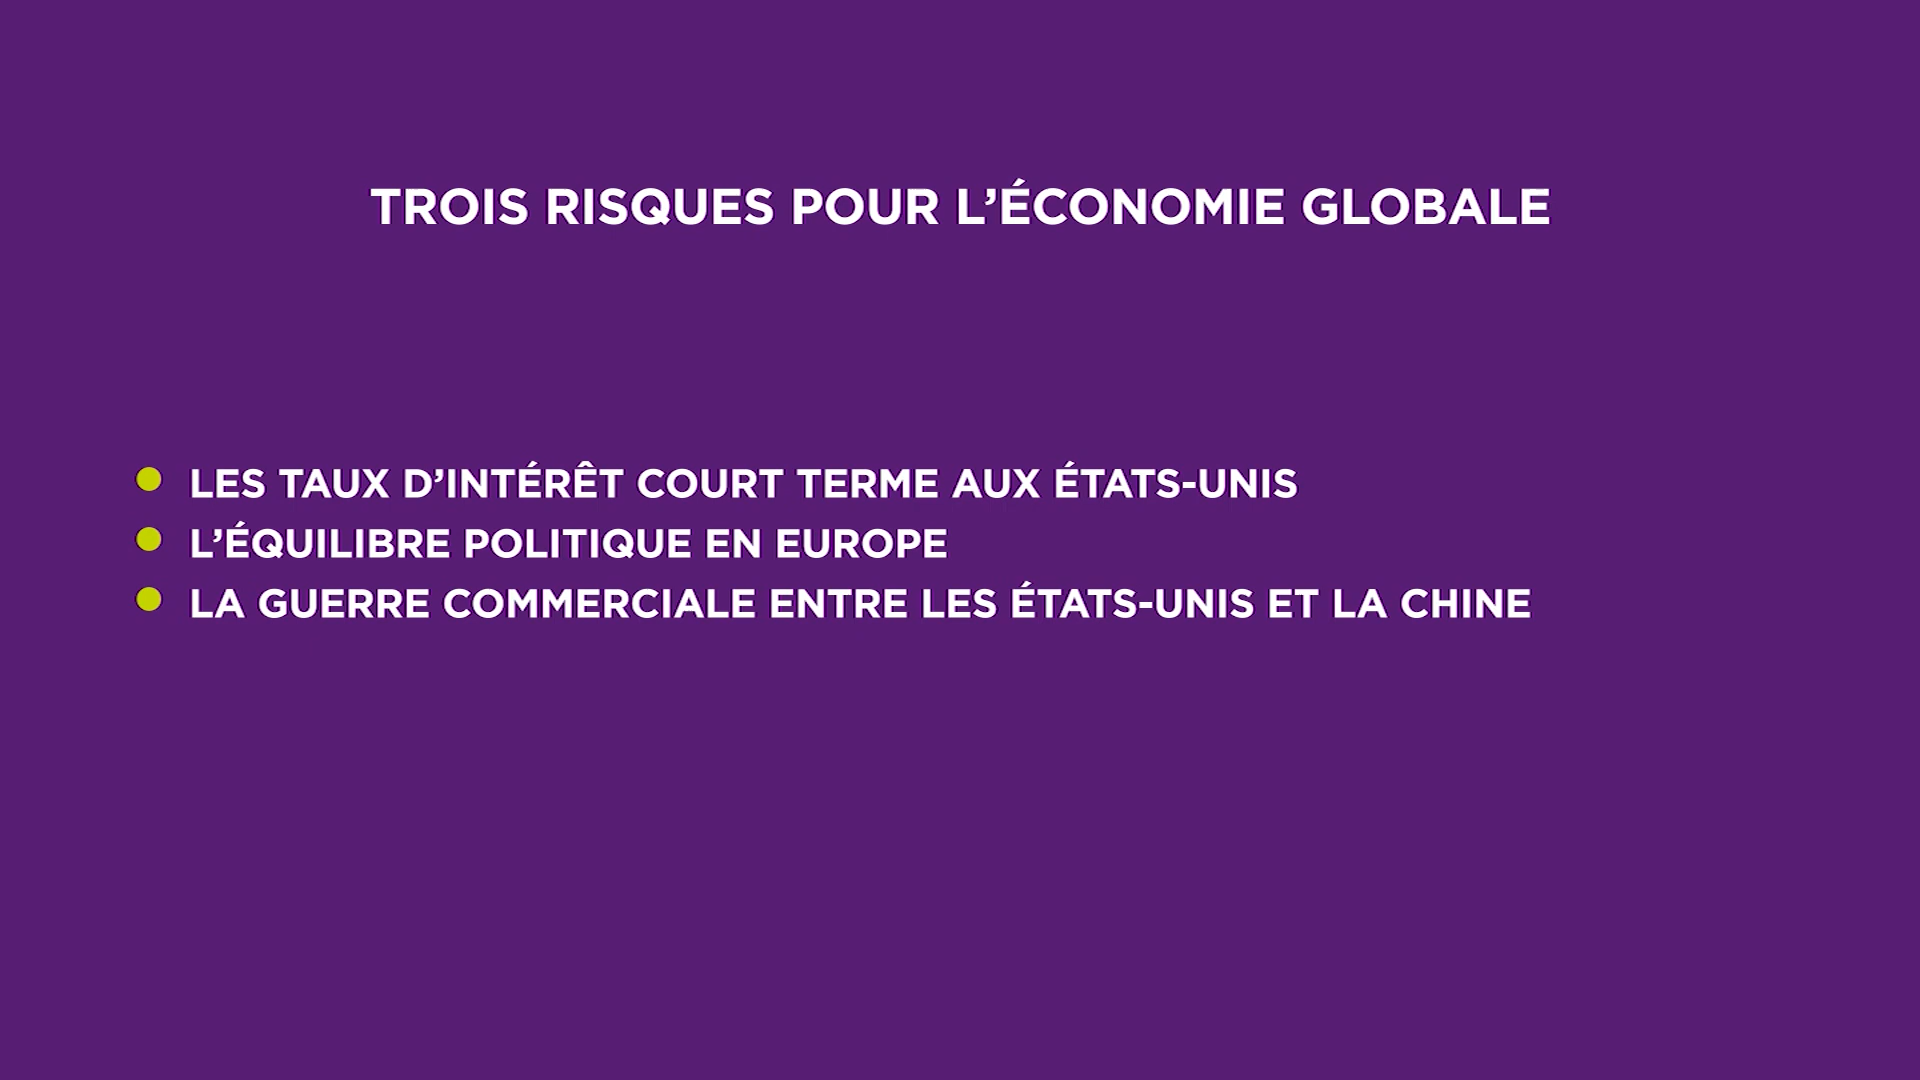 TROIS RISQUES POUR L’ÉCONOMIE GLOBALE
LES TAUX D’INTÉRÊT COURT TERME AUX ÉTATS-UNIS
L’ÉQUILIBRE POLITIQUE EN EUROPE
LA GUERRE COMMERCIALE ENTRE LES ÉTATS-UNIS ET LA CHINE